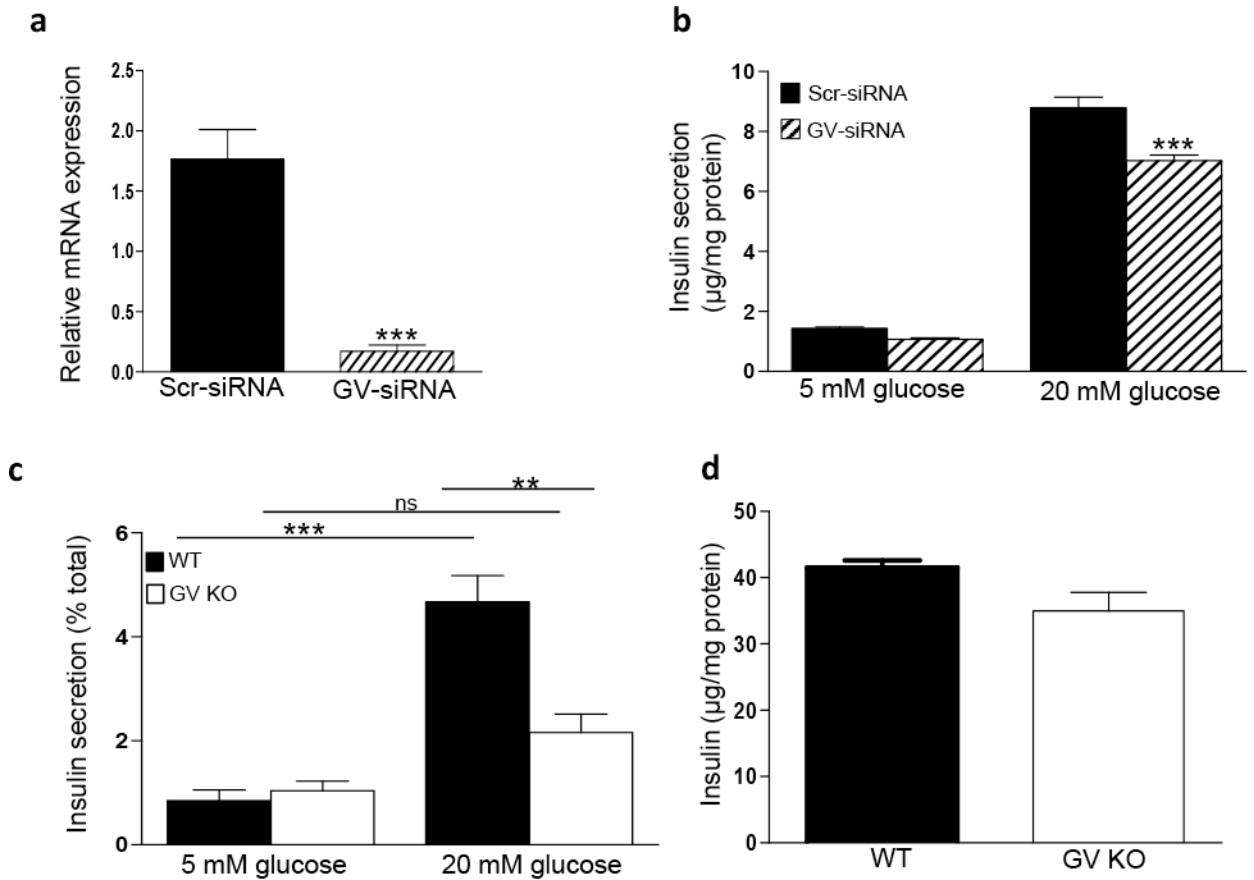 a
Relative mRNA expression
2.5
2.0
1.5
1.0
0.5
0.0
***
Scr-siRNA
GV-siRNA
b
Insulin secretion
(µg/mg protein)
10
8
6
4
2
0
Scr-siRNA
GV-siRNA
***
5 mM glucose
20 mM glucose
c
Insulin secretion (% total)
6
4
2
0
**
ns
***
WT
GV KO
5 mM glucose
20 mM glucose
d
Insulin (µg/mg protein)
50
40
30
20
10
0
WT
GV KO